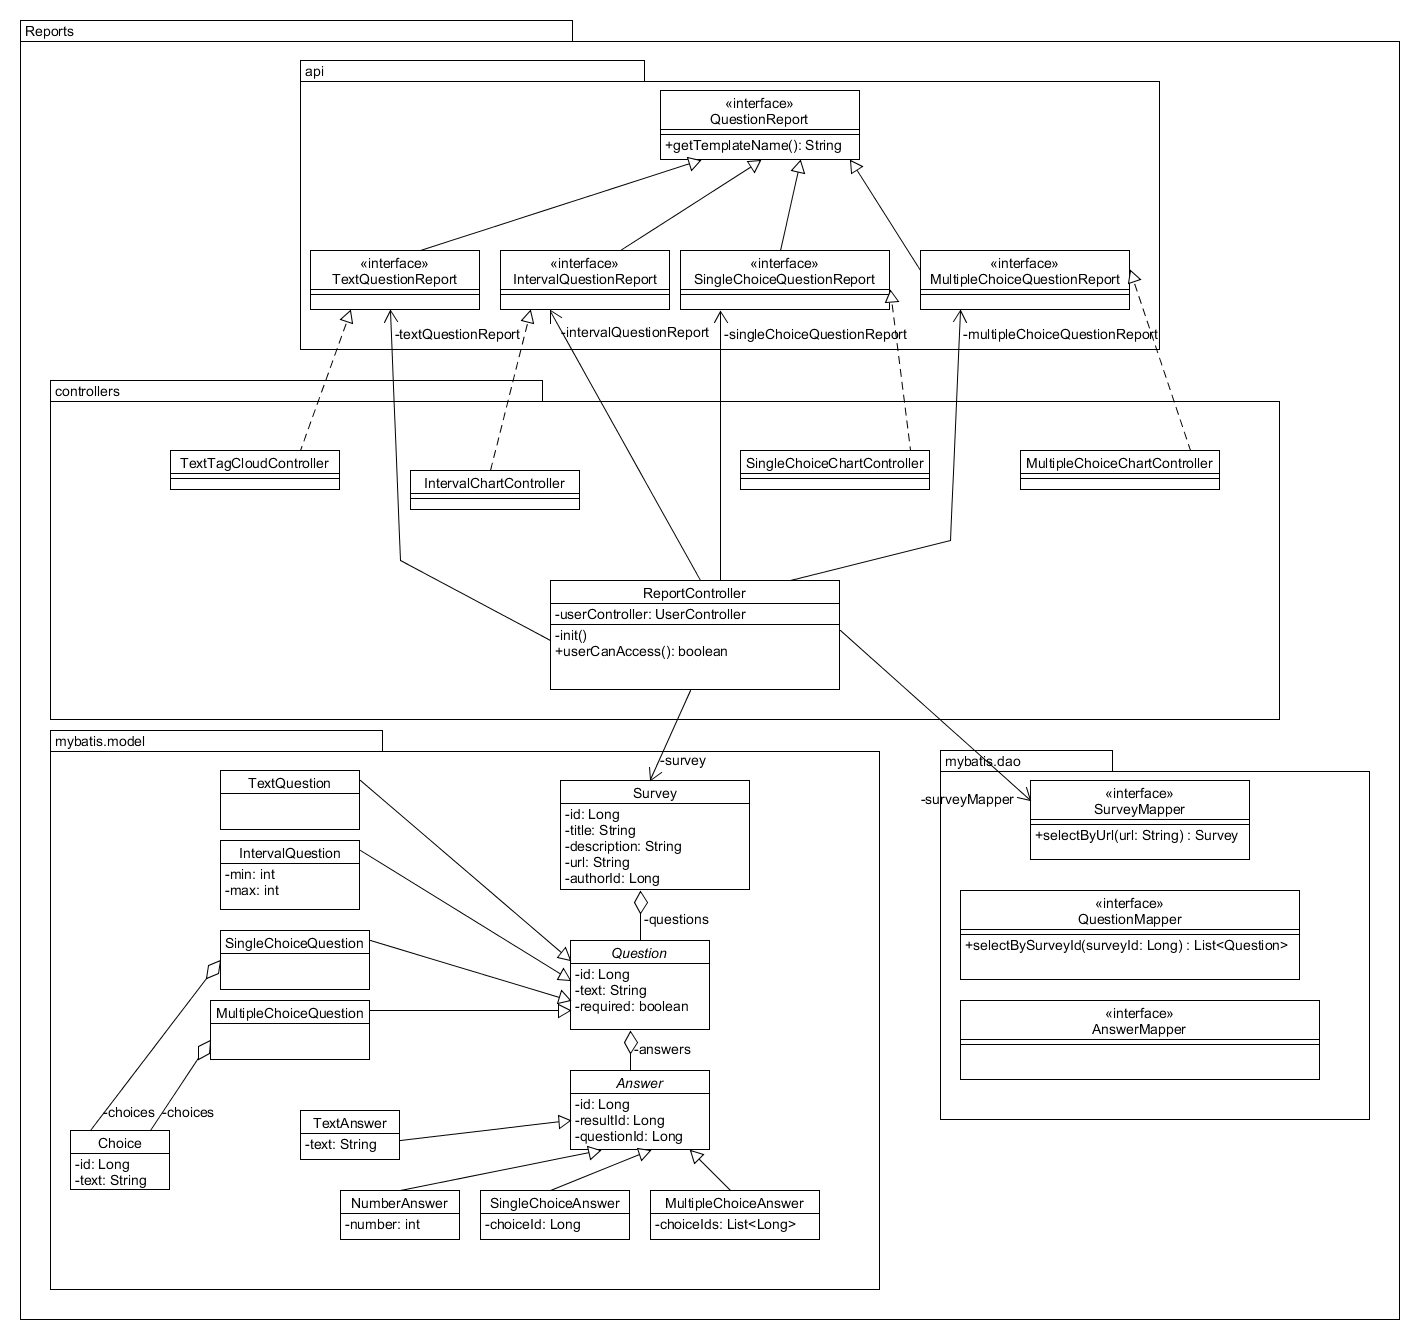 Reports
api
«interface»
QuestionReport
+getTemplateName(): String
«interface»
TextQuestionReport
«interface»
IntervalQuestionReport
«interface»
SingleChoiceQuestionReport
«interface»
MultipleChoiceQuestionReport
-textQuestionReport
-intervalQuestionReport
-singleChoiceQuestionReport
-multipleChoiceQuestionReport
controllers
TextTagCloudController
IntervalChartController
SingleChoiceChartController
MultipleChoiceChartController
ReportController
-userController: UserController
-init()
+userCanAccess(): boolean
mybatis.model
-survey
TextQuestion
IntervalQuestion
-min: int
-max: int
SingleChoiceQuestion
MultipleChoiceQuestion
Survey
-id: Long
-title: String
-description: String
-url: String
-authorId: Long
-questions
Question
-id: Long
-text: String
-required: boolean
-answers
Answer
-id: Long
-resultId: Long
-questionId: Long
-choices
-choices
Choice
-id: Long
-text: String
TextAnswer
-text: String
NumberAnswer
-number: int
SingleChoiceAnswer
-choiceId: Long
MultipleChoiceAnswer
-choiceIds: List<Long>
mybatis.dao
-surveyMapper
«interface»
SurveyMapper
+selectByUrl(url: String) : Survey
«interface»
QuestionMapper
+selectBySurveyId(surveyId: Long) : List<Question>
«interface»
AnswerMapper